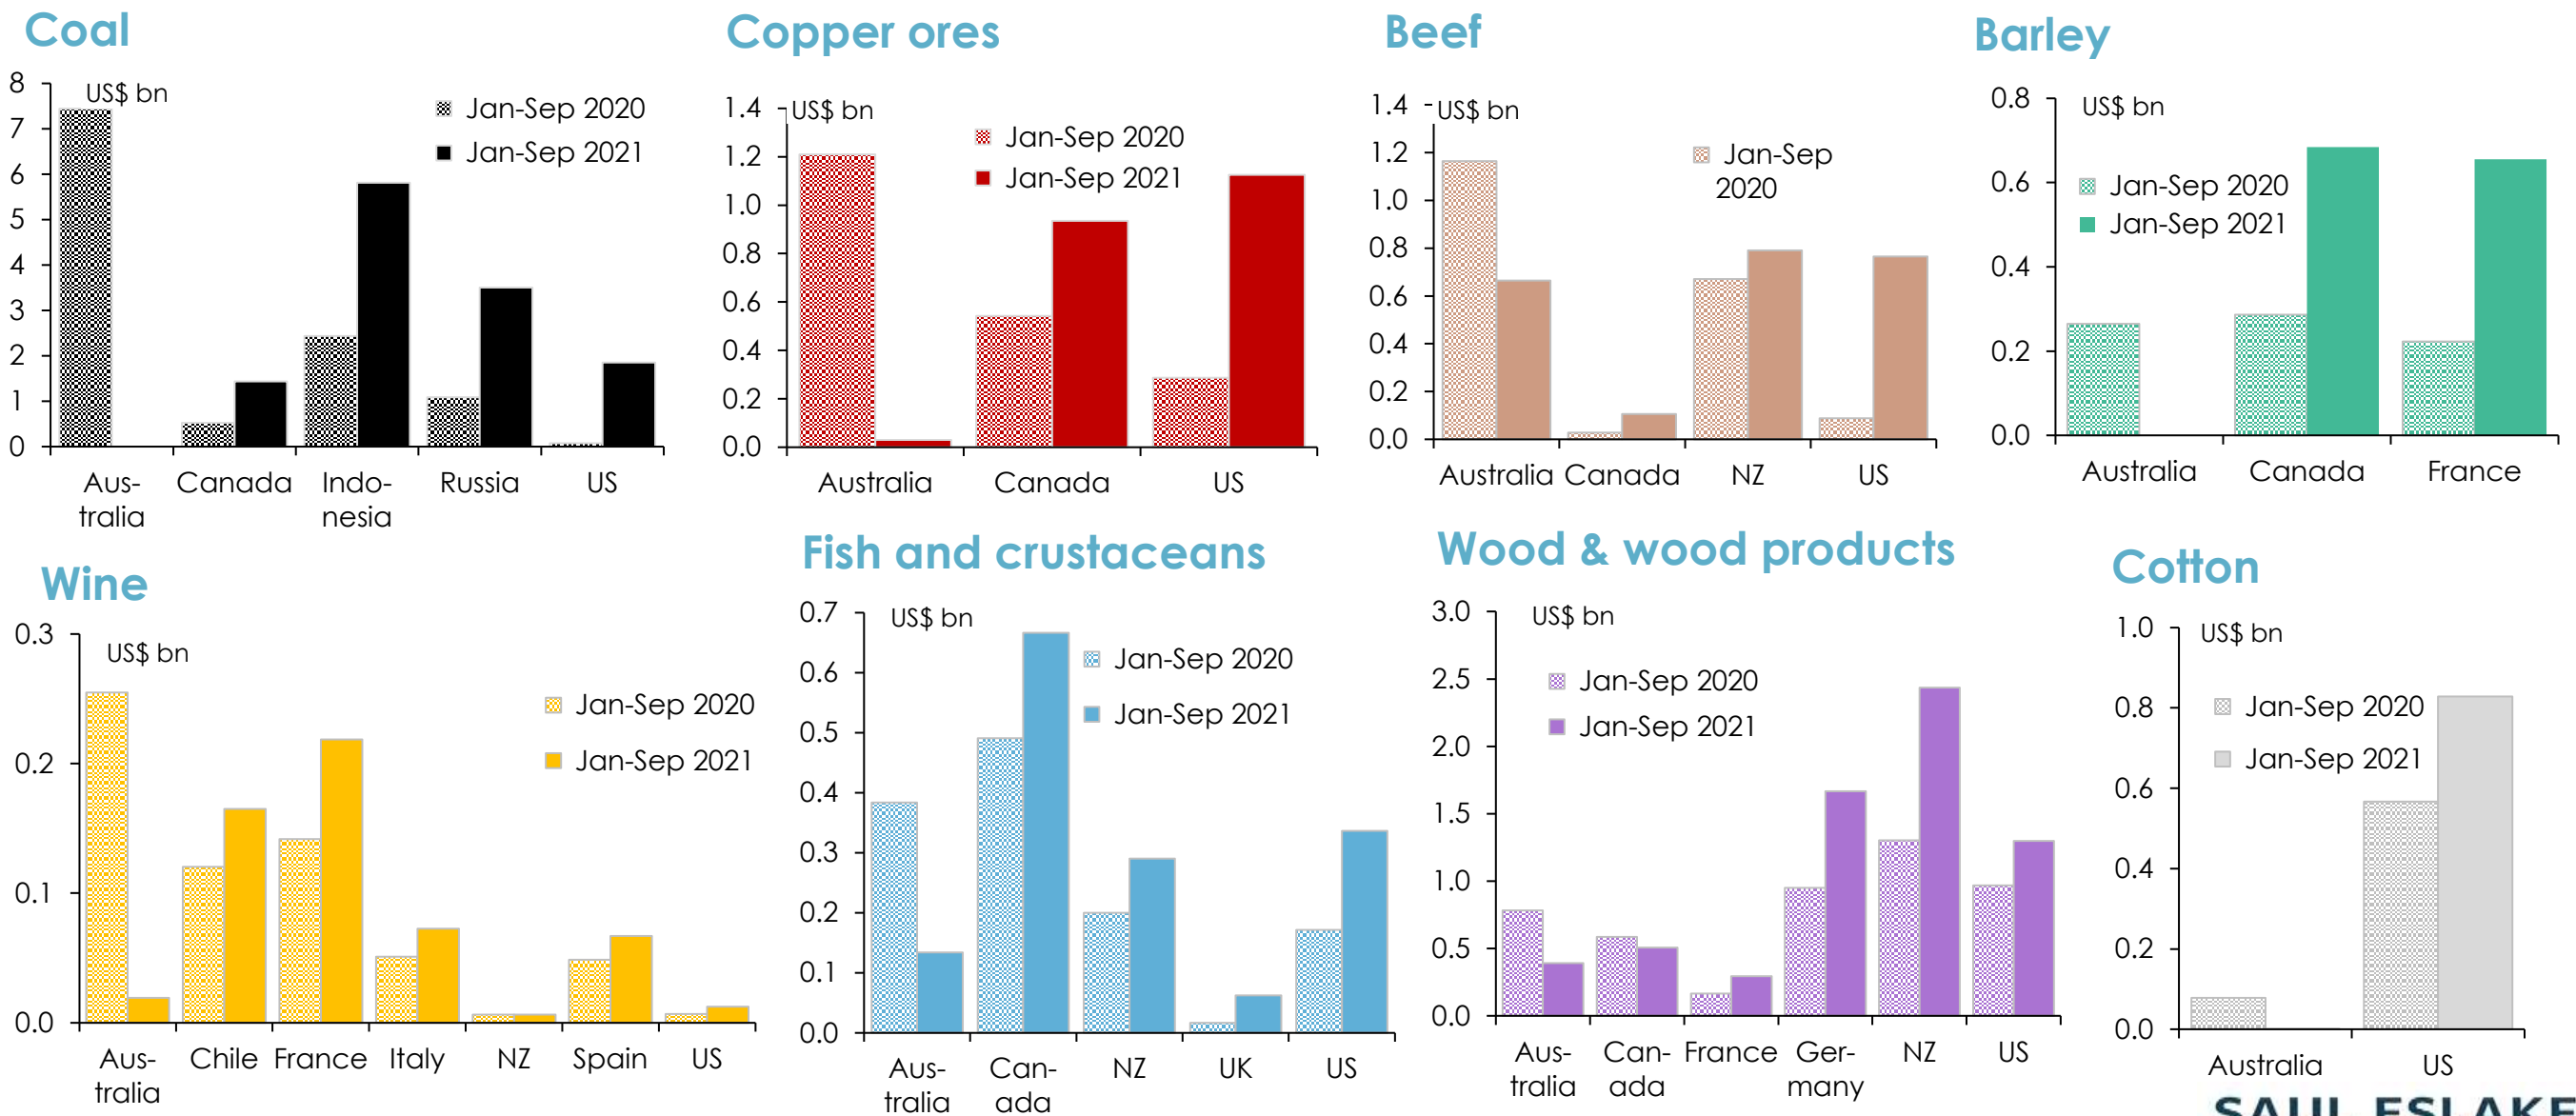 Coal
8
7
6
5
4
3
2
1
0
US$ bn
Jan-Sep 2020
Jan-Sep 2021
Aus-
tralia
Canada
Indo-
nesia
Russia
US
Copper ores
1.4
1.2
1.0
0.8
0.6
0.4
0.2
0.0
US$ bn
Jan-Sep 2020
Jan-Sep 2021
Australia
Canada
US
Beef
1.4
1.2
1.0
0.8
0.6
0.4
0.2
0.0
US$ bn
Jan-Sep
2020
Australia
Canada
NZ
US
Barley
0.8
0.6
0.4
0.2
0.0
US$ bn
Jan-Sep 2020
Jan-Sep 2021
Australia
Canada
France
Wine
0.3
0.2
0.1
0.0
US$ bn
Jan-Sep 2020
Jan-Sep 2021
Aus-
tralia
Chile
France
Italy
NZ
Spain
US
Fish and crustaceans
0.7
0.6
0.5
0.4
0.3
0.2
0.1
0.0
US$ bn
Jan-Sep 2020
Jan-Sep 2021
Aus-
tralia
Can-
ada
NZ
UK
US
Wood & wood products
3.0
2.5
2.0
1.5
1.0
0.5
0.0
US$ bn
Jan-Sep 2020
Jan-Sep 2021
Aus-
tralia
Can-
ada
France
Ger-
many
NZ
US
Cotton
1.0
0.8
0.6
0.4
0.2
0.0
US$ bn
Jan-Sep 2020
Jan-Sep 2021
Australia
US
SAUL ESLAKE